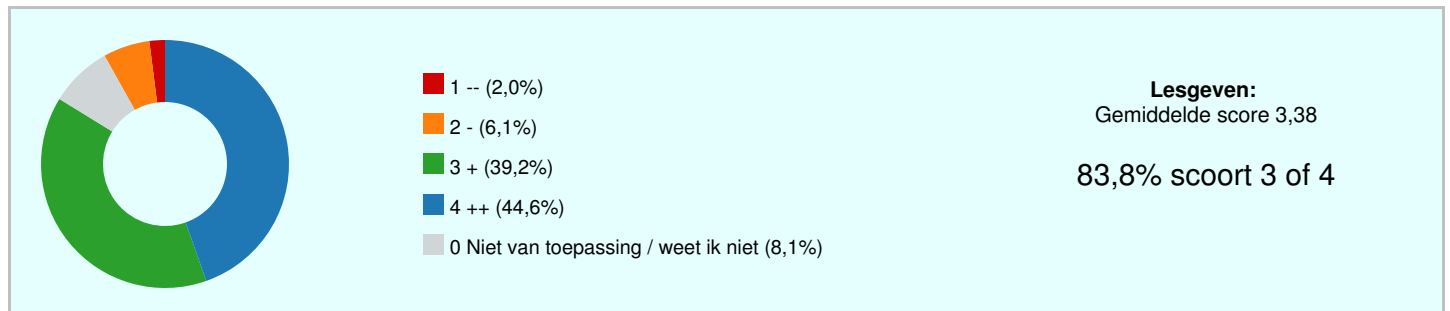 1 -- (2,0%)
2 - (6,1%)
3 + (39,2%)
4 ++ (44,6%)
0 Niet van toepassing / weet ik niet (8,1%)
Lesgeven:
Gemiddelde score 3,38
83,8% scoort 3 of 4